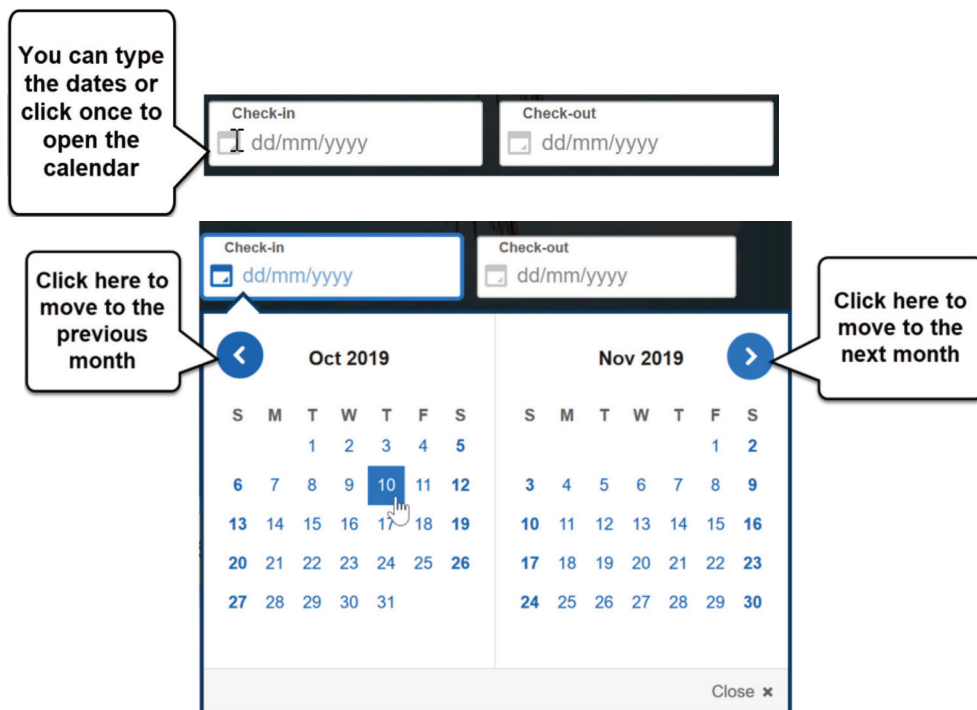 You can type
the dates or
click once to
open the
calendar
Check-in
dd/mm/yyyy
Check-out
dd/mm/yyyy
Check-in
dd/mm/yyyy
Check-out
dd/mm/yyyy
Click here to
move to the
previous
month
Click here to
move to the
next month
Oct 2019
S M T W T F S
1 2 3 4 5
6 7 8 9 10 11 12
13 14 15 16 17 18 19
20 21 22 23 24 25 26
27 28 29 30 31
Nov 2019
S M T W T F S
1 2
3 4 5 6 7 8 9
10 11 12 13 14 15 16
17 18 19 20 21 22 23
24 25 26 27 28 29 30
Close ×